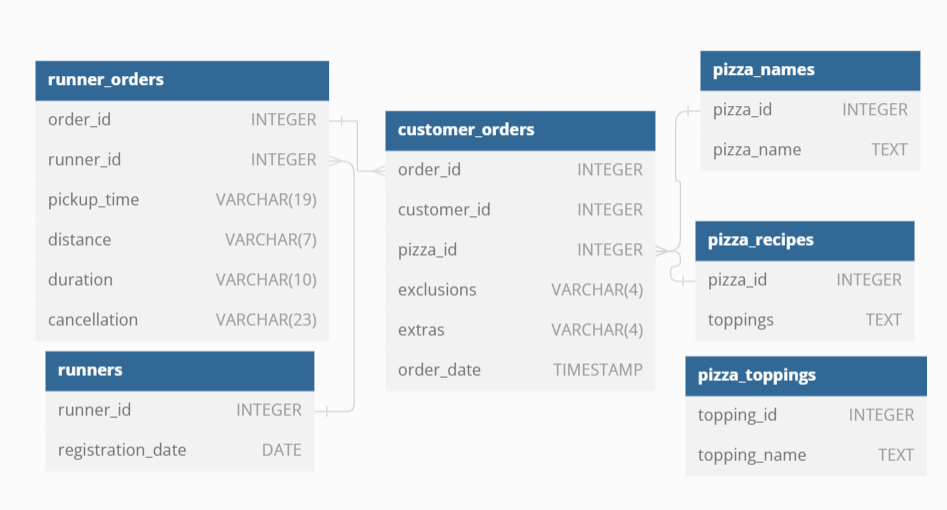 runner_orders
order_id INTEGER
runner_id INTEGER
pickup_time VARCHAR(19)
distance VARCHAR(7)
duration VARCHAR(10)
cancellation VARCHAR(23)
runners
runner_id INTEGER
registration_date DATE
customer_orders
order_id INTEGER
customer_id INTEGER
pizza_id INTEGER
exclusions VARCHAR(4)
extras VARCHAR(4)
order_date TIMESTAMP
pizza_names
pizza_id INTEGER
pizza_name TEXT
pizza_recipes
pizza_id INTEGER
toppings TEXT
pizza_toppings
topping_id INTEGER
topping_name TEXT